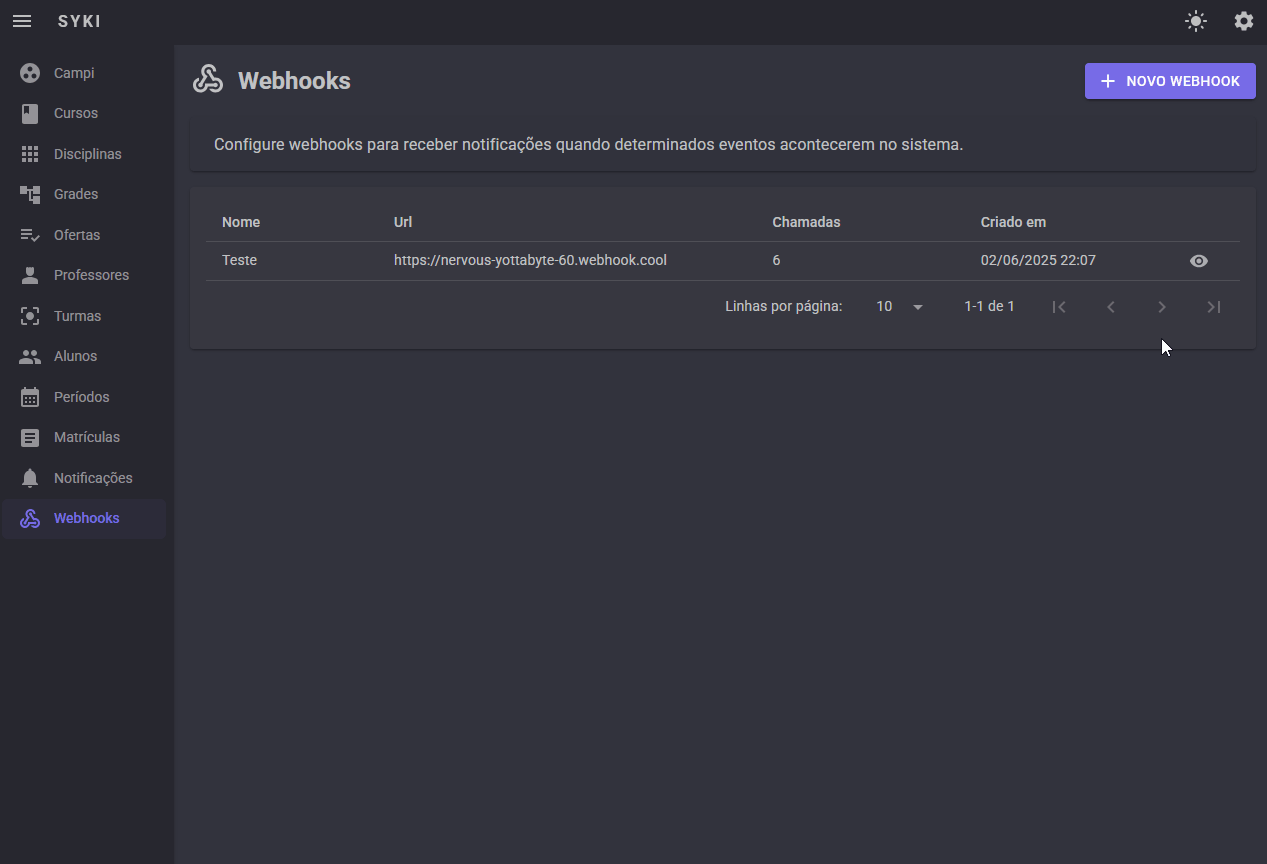 SYKI
Campi
Cursos
Disciplinas
Grades
Ofertas
Professores
Turmas
Alunos
Períodos
Matrículas
Notificações
Webhooks
Webhooks
NOVO WEBHOOK
Configure webhooks para receber notificações quando determinados eventos acontecerem no sistema.
Nome Url Chamadas Criado em
Teste https://nervous-yottabyte-60.webhook.cool 6 02/06/2025 22:07
Linhas por página: 10 1-1 de 1